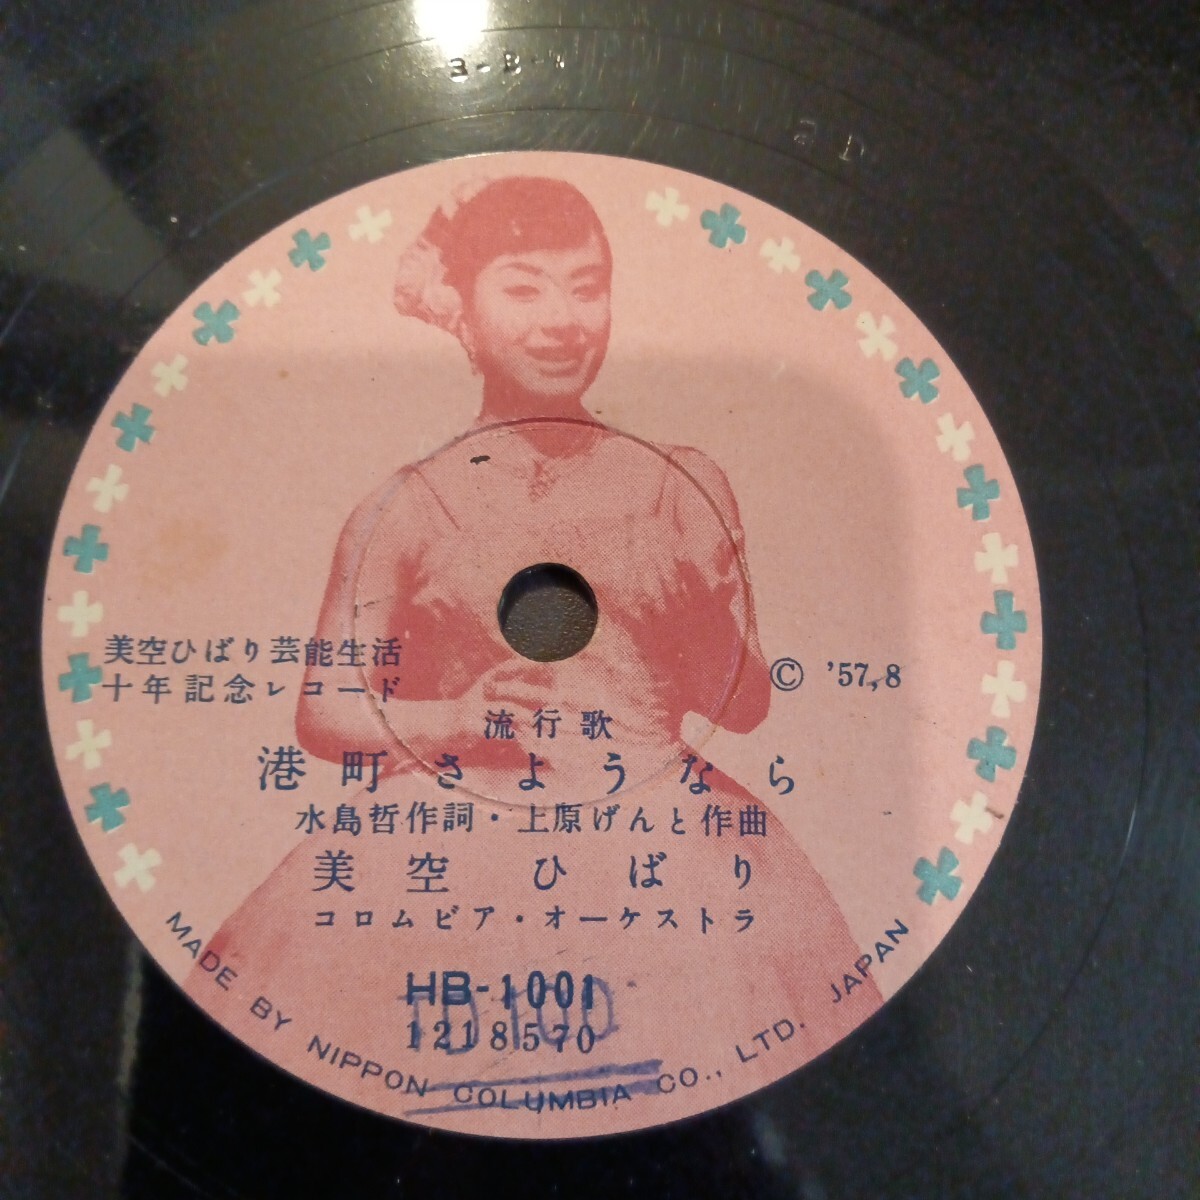 美空ひばり芸能生活
十年記念レコード
© '57,8
流行歌
港町さようなら
水島哲作詞・上原げんと作曲
美空ひばり
コロムビア・オーケストラ
HB-1001
1218570
MADE BY NIPPON COLUMBIA CO., LTD. JAPAN